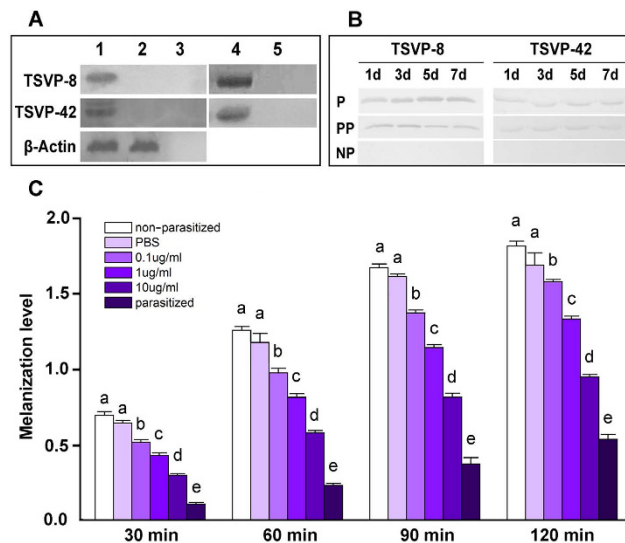 A
1 2 3 4 5
TSVP-8
TSVP-42
β-Actin
B
TSVP-8 TSVP-42
1d 3d 5d 7d 1d 3d 5d 7d
P
PP
NP
C
Melanization level
2.0
1.5
1.0
0.5
0.0
non-parasitized
PBS
0.1ug/ml
1ug/ml
10ug/ml
parasitized
a a b c d e
a a b c d e
a a b c d e
a a b c d e
30 min 60 min 90 min 120 min